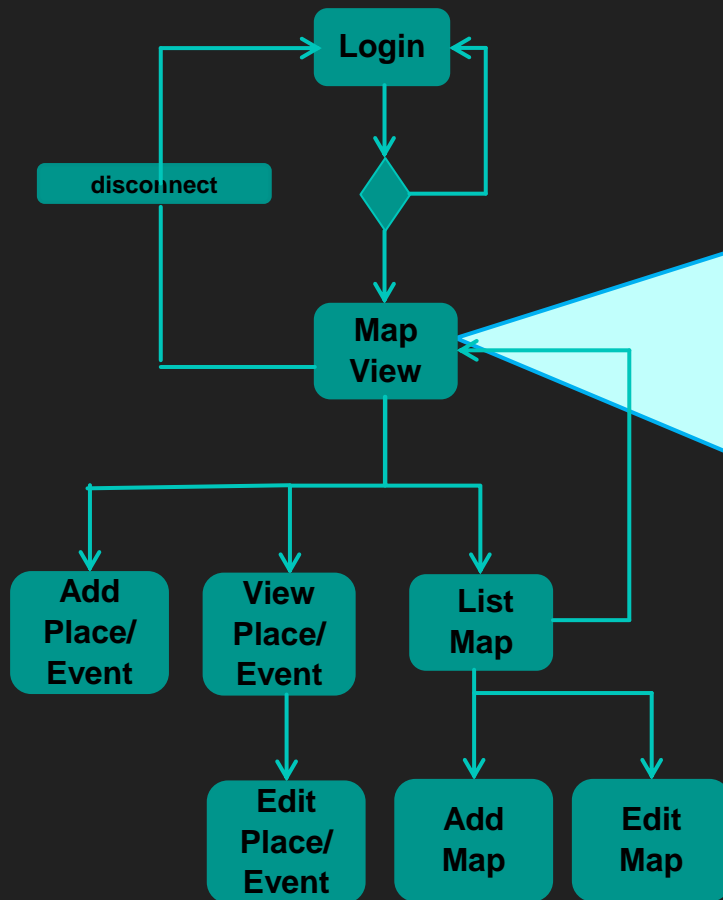 Login
disconnect
Map
View
Add
Place/
Event
View
Place/
Event
List
Map
Edit
Place/
Event
Add
Map
Edit
Map